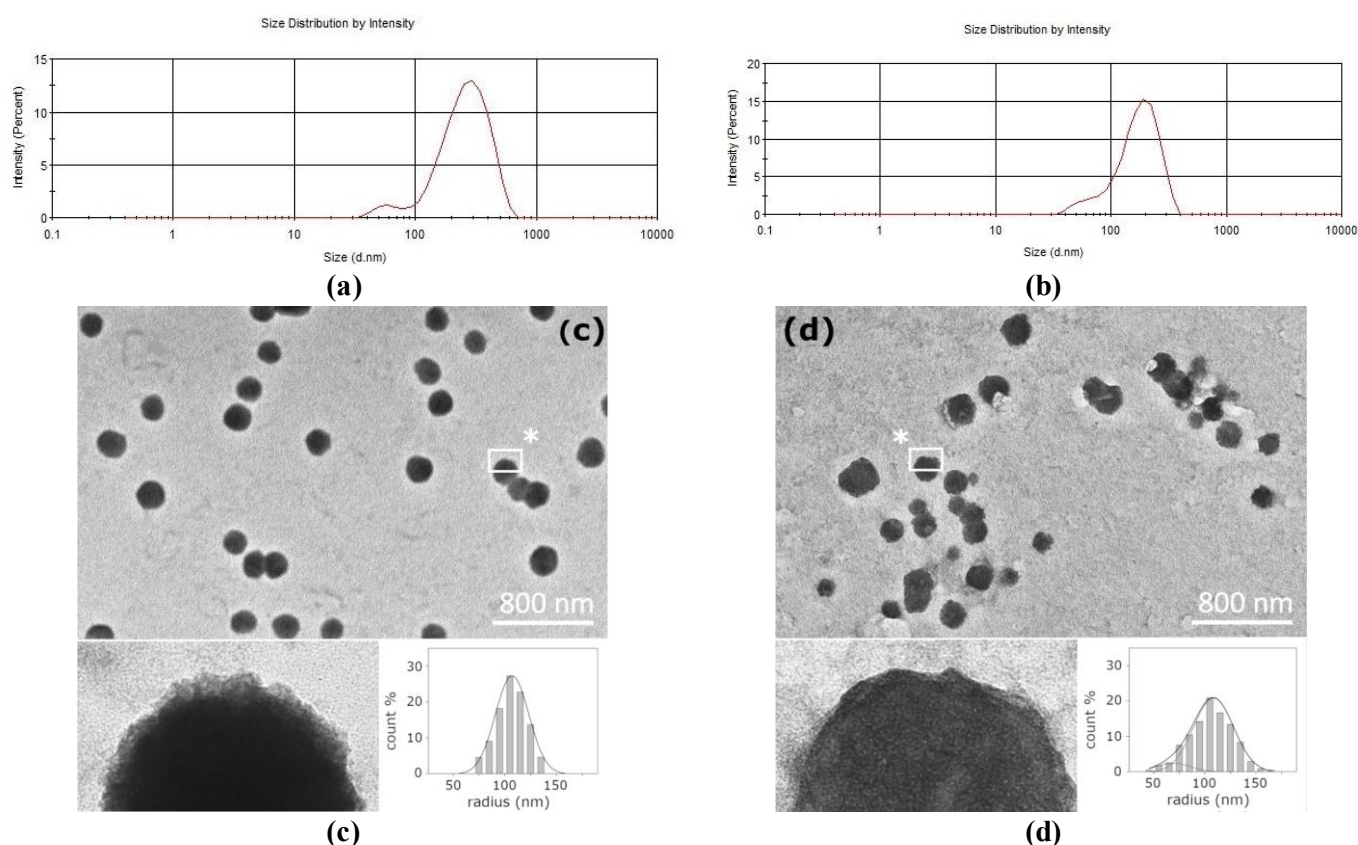 Size Distribution by Intensity
15
10
5
0
Intensity (Percent)
0.1 1 10 100 1000 10000
Size (d.nm)
(a)
Size Distribution by Intensity
20
15
10
5
0
Intensity (Percent)
0.1 1 10 100 1000 10000
Size (d.nm)
(b)
(c)
*
800 nm
30
20
10
0
count %
50 100 150
radius (nm)
(c)
(d)
*
800 nm
30
20
10
0
count %
50 100 150
radius (nm)
(d)